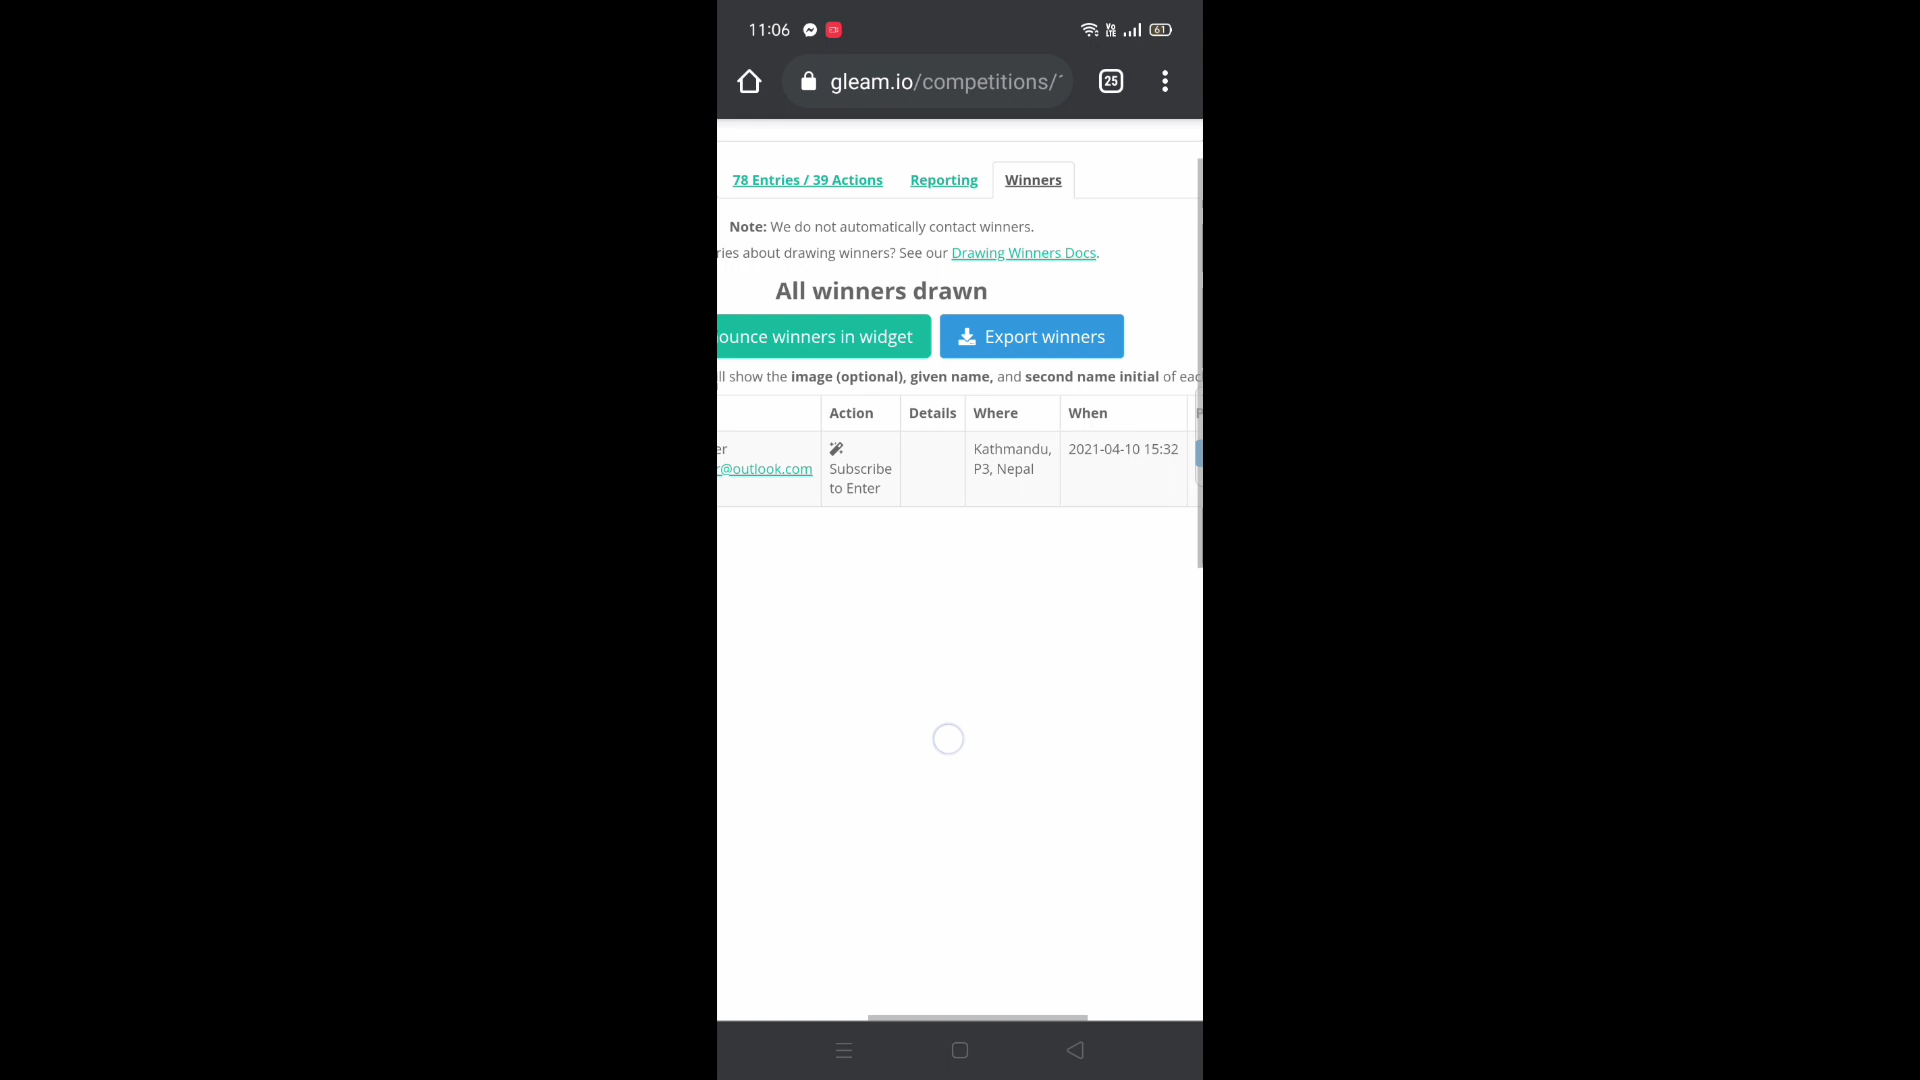 11:06
61
gleam.io/competitions/
25
78 Entries / 39 Actions Reporting Winners
Note: We do not automatically contact winners.
ries about drawing winners? See our Drawing Winners Docs.
All winners drawn
ounce winners in widget Export winners
ll show the image (optional), given name, and second name initial of eac
Action Details Where When
er Subscribe to Enter Kathmandu, P3, Nepal 2021-04-10 15:32
r@outlook.com